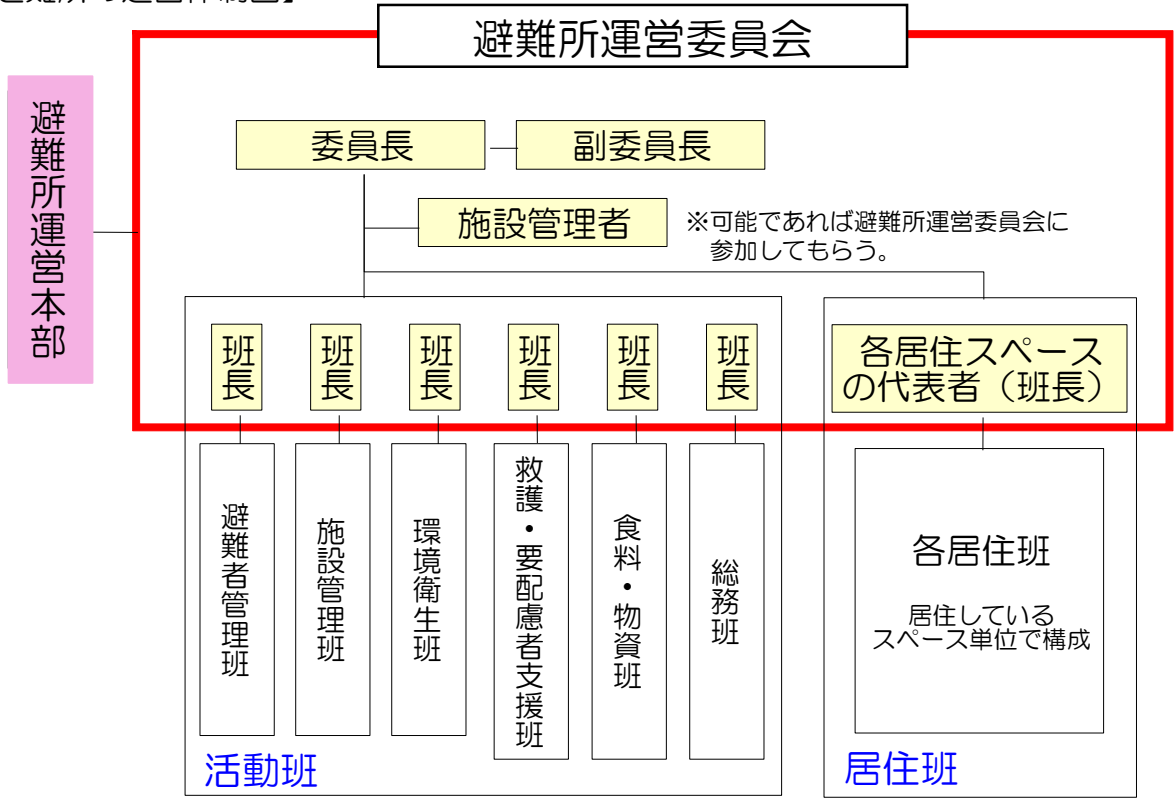 避難所運営委員会
避難所運営本部
委員長
副委員長
施設管理者
※可能であれば避難所運営委員会に
参加してもらう。
班長
班長
班長
班長
班長
班長
各居住スペース
の代表者（班長）
避難者管理班
施設管理班
環境衛生班
救護・要配慮者支援班
食料・物資班
総務班
各居住班
居住している
スペース単位で構成
活動班
居住班